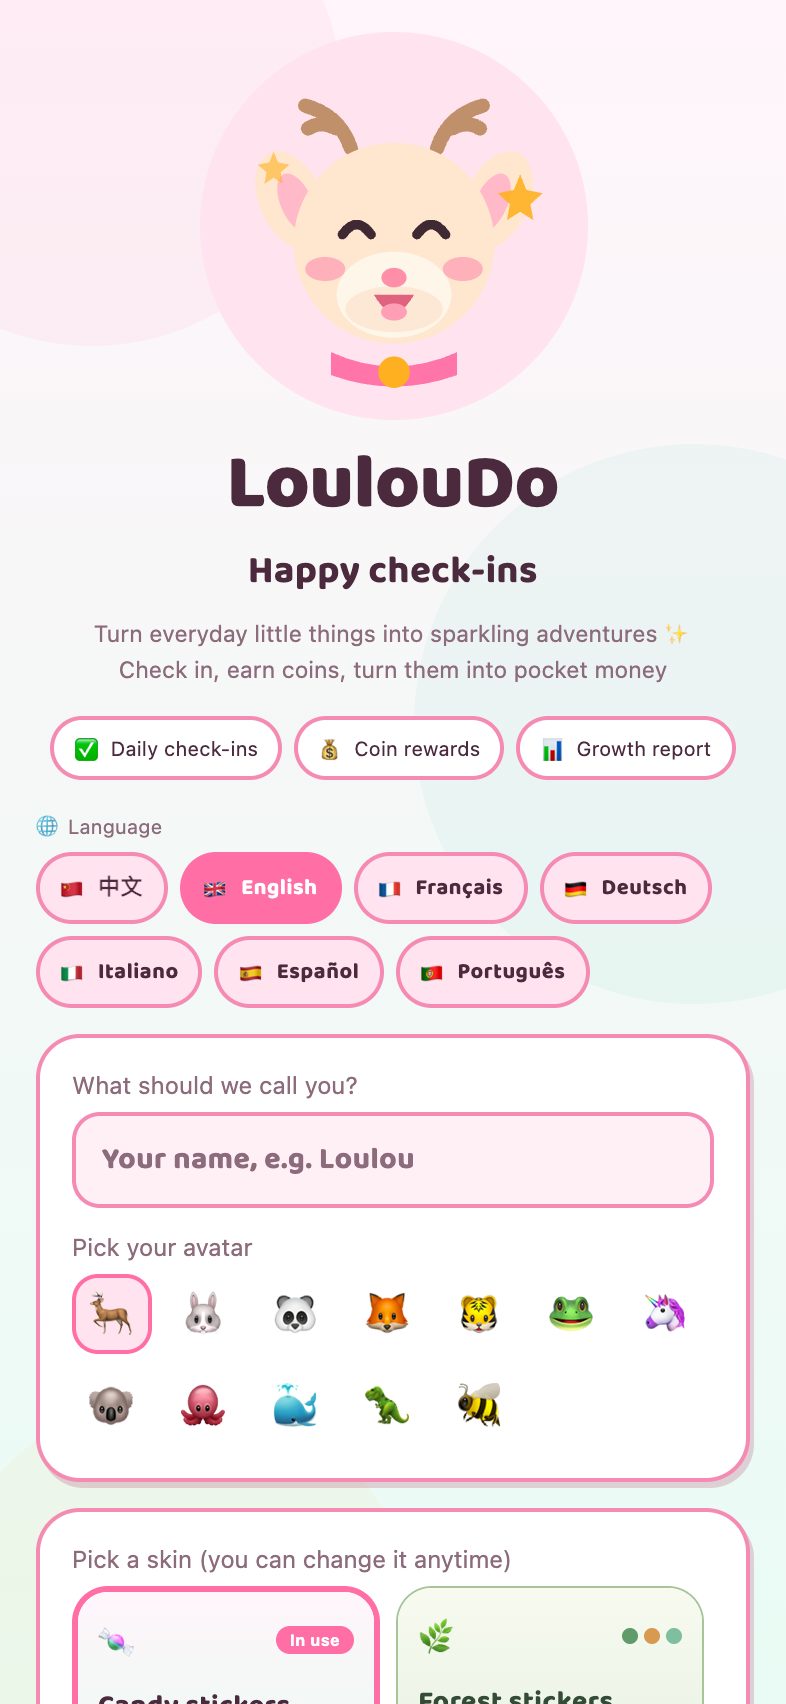 LoulouDo
Happy check-ins
Turn everyday little things into sparkling adventures ✨
Check in, earn coins, turn them into pocket money
✅ Daily check-ins
💰 Coin rewards
📊 Growth report
🌐 Language
🇨🇳 中文
🇬🇧 English
🇫🇷 Français
🇩🇪 Deutsch
🇮🇹 Italiano
🇪🇸 Español
🇵🇹 Português
What should we call you?
Your name, e.g. Loulou
Pick your avatar
Pick a skin (you can change it anytime)
In use
Candy stickers
Forest stickers